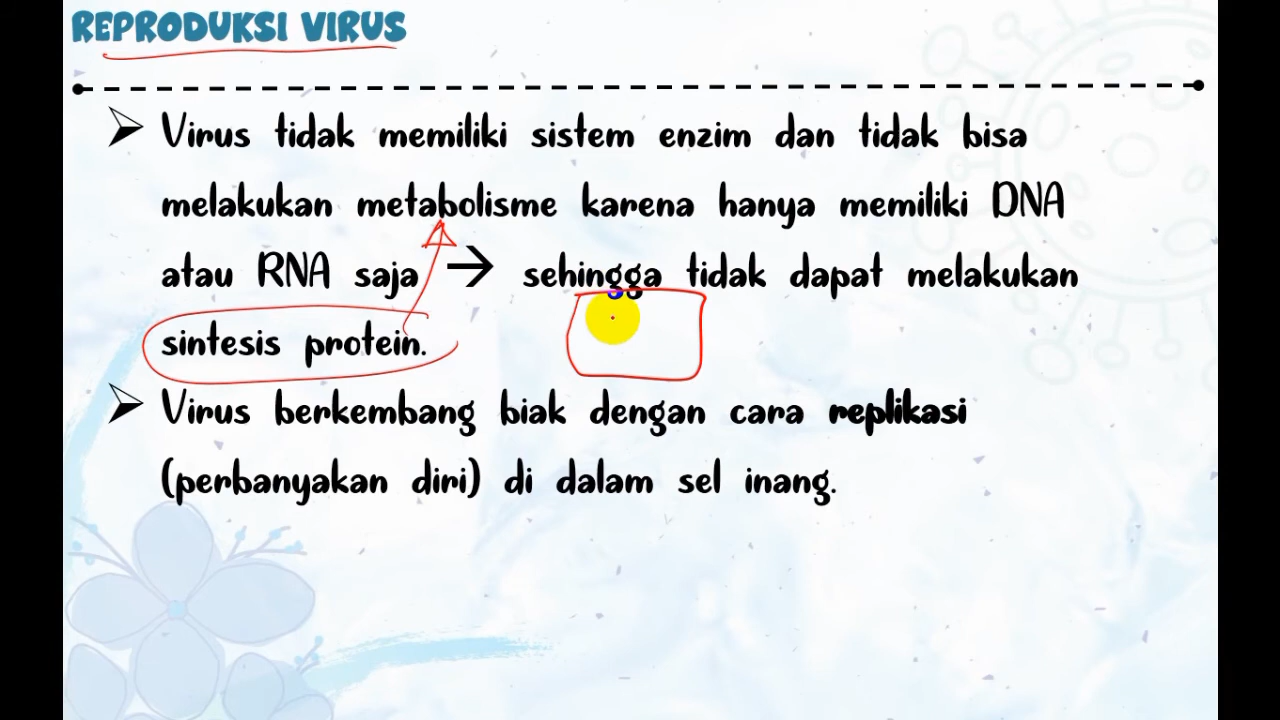 REPRODUKSI VIRUS
Virus tidak memiliki sistem enzim dan tidak bisa
melakukan metabolisme karena hanya memiliki DNA
atau RNA saja → sehingga tidak dapat melakukan
sintesis protein.
Virus berkembang biak dengan cara replikasi
(perbanyakan diri) di dalam sel inang.